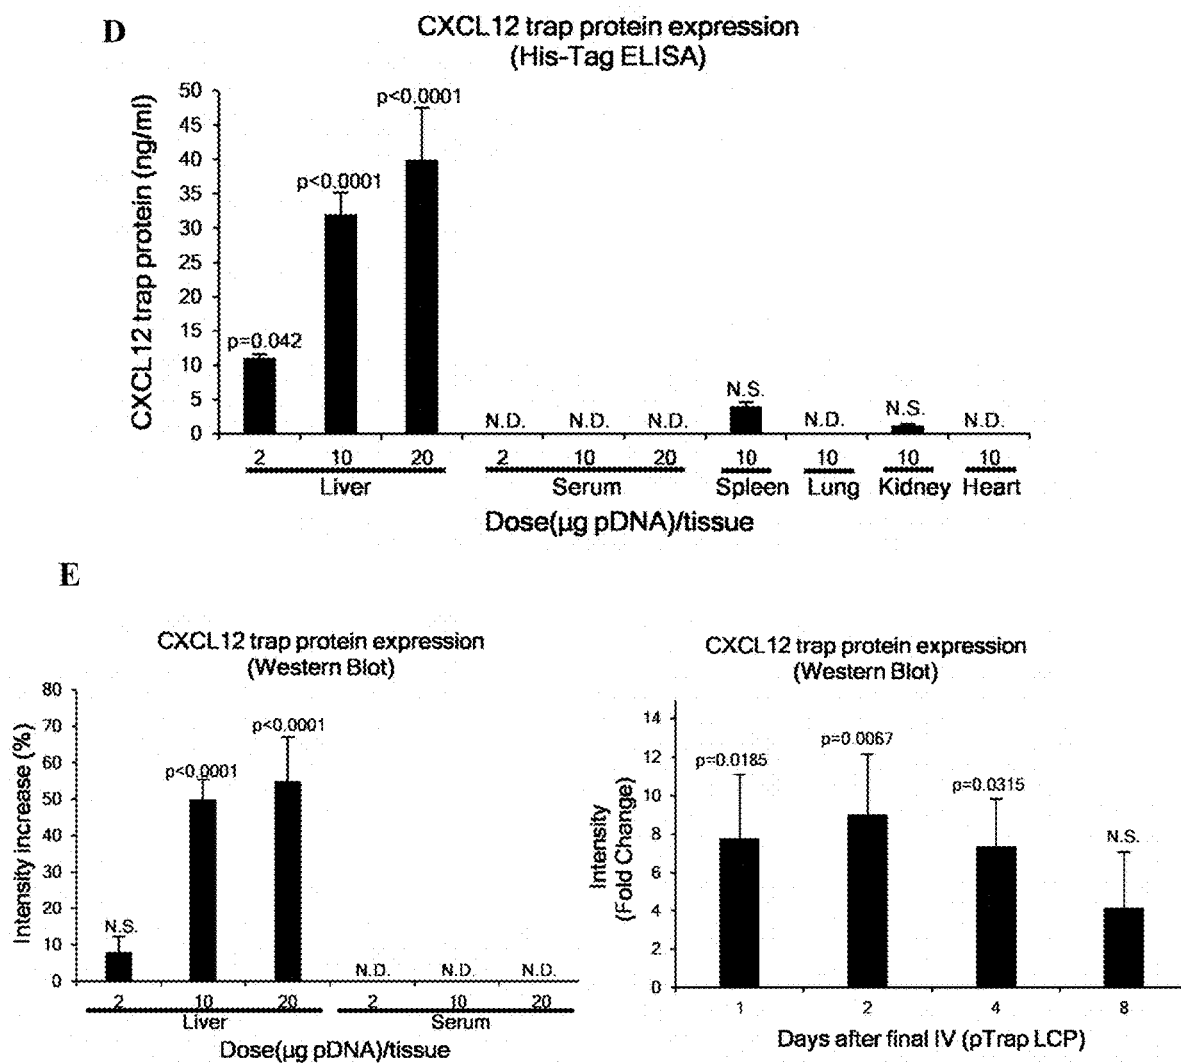 D
CXCL12 trap protein expression
(His-Tag ELISA)
CXCL12 trap protein (ng/ml)
50
45
40
35
30
25
20
15
10
5
0
p=0.042
p<0.0001
p<0.0001
N.D.
N.D.
N.D.
N.S.
N.D.
N.S.
N.D.
2 10 20 2 10 20 10 10 10 10
Liver Serum Spleen Lung Kidney Heart
Dose(µg pDNA)/tissue
E
CXCL12 trap protein expression
(Western Blot)
Intensity increase (%)
80
70
60
50
40
30
20
10
0
N.S.
p<0.0001
p<0.0001
N.D.
N.D.
N.D.
2 10 20 2 10 20
Liver Serum
Dose(µg pDNA)/tissue
CXCL12 trap protein expression
(Western Blot)
Intensity
(Fold Change)
14
12
10
8
6
4
2
0
p=0.0185
p=0.0067
p=0.0315
N.S.
1 2 4 8
Days after final IV (pTrap LCP)